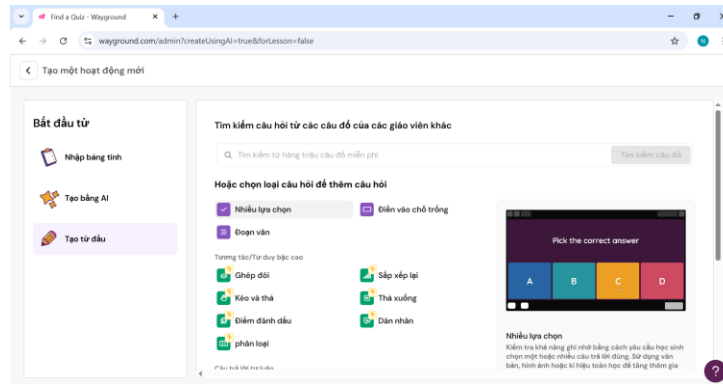 Find a Quiz - Wayground
wayground.com/admin?createUsingAI=true&forLesson=false
N
Tạo một hoạt động mới
Bắt đầu từ
Nhập bảng tính
Tạo bằng AI
Tạo từ đầu
Tìm kiếm câu hỏi từ các câu đố của các giáo viên khác
Tìm kiếm từ hàng triệu câu đố miễn phí
Tìm kiếm câu đố
Hoặc chọn loại câu hỏi để thêm câu hỏi
Nhiều lựa chọn
Điền vào chỗ trống
Đoạn văn
Tương tác/Tư duy bậc cao
Ghép đôi
Sắp xếp lại
Kéo và thả
Thả xuống
Điểm đánh dấu
Dán nhãn
phân loại
Câu trả lời tự luận
Pick the correct answer
A
B
C
D
Nhiều lựa chọn
Kiểm tra khả năng ghi nhớ bằng cách yêu cầu học sinh
chọn một hoặc nhiều câu trả lời đúng. Sử dụng văn
bản, hình ảnh hoặc kí hiệu toán học để tăng thêm gia
?